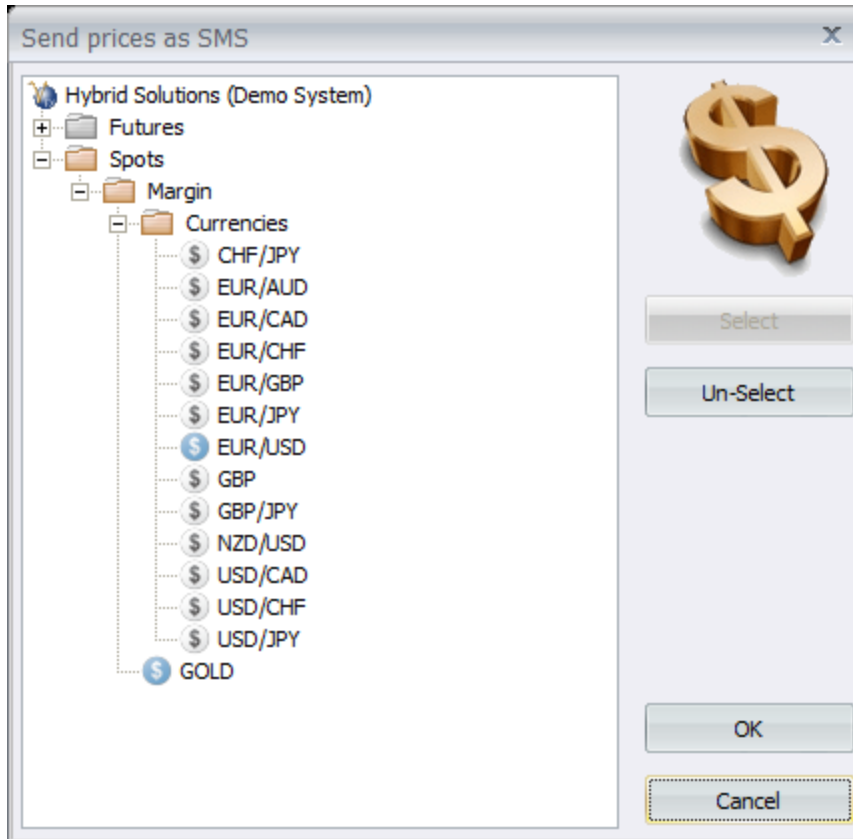 Send prices as SMS
Hybrid Solutions (Demo System)
Futures
Spots
Margin
Currencies
CHF/JPY
EUR/AUD
EUR/CAD
EUR/CHF
EUR/GBP
EUR/JPY
EUR/USD
GBP
GBP/JPY
NZD/USD
USD/CAD
USD/CHF
USD/JPY
GOLD
Select
Un-Select
OK
Cancel